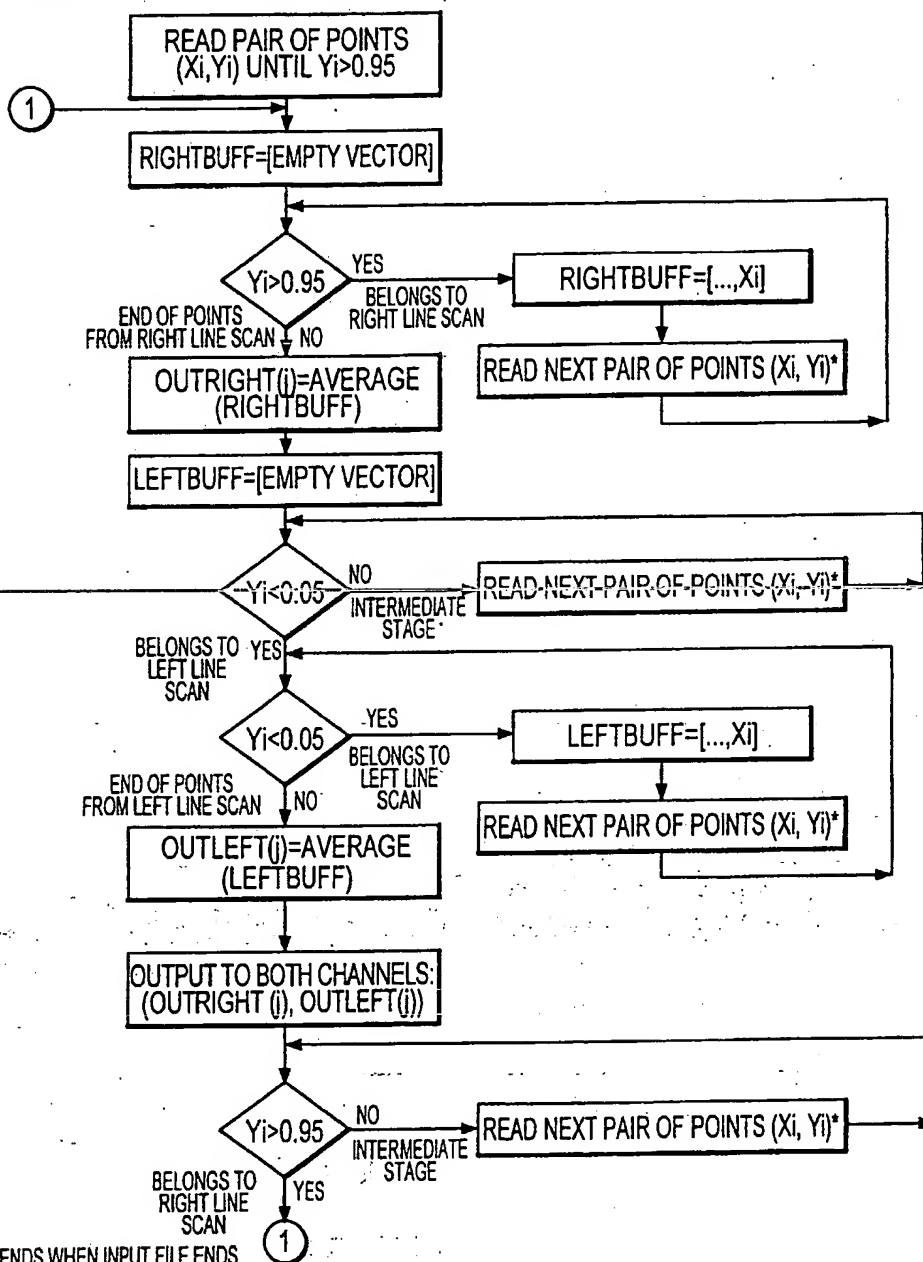 READ PAIR OF POINTS
(Xi,Yi) UNTIL Yi>0.95
1
RIGHTBUFF=[EMPTY VECTOR]
Yi>0.95
YES
BELONGS TO
RIGHT LINE SCAN
RIGHTBUFF=[...,Xi]
READ NEXT PAIR OF POINTS (Xi, Yi)*
END OF POINTS
FROM RIGHT LINE SCAN
NO
OUTRIGHT(j)=AVERAGE
(RIGHTBUFF)
LEFTBUFF=[EMPTY VECTOR]
Yi<0.05
NO
INTERMEDIATE
STAGE
READ NEXT PAIR OF POINTS (Xi, Yi)*
BELONGS TO
LEFT LINE
SCAN
YES
Yi<0.05
YES
BELONGS TO
LEFT LINE
SCAN
LEFTBUFF=[...,Xi]
READ NEXT PAIR OF POINTS (Xi, Yi)*
END OF POINTS
FROM LEFT LINE SCAN
NO
OUTLEFT(j)=AVERAGE
(LEFTBUFF)
OUTPUT TO BOTH CHANNELS:
(OUTRIGHT (j), OUTLEFT(j))
Yi>0.95
NO
INTERMEDIATE
STAGE
READ NEXT PAIR OF POINTS (Xi, Yi)*
BELONGS TO
RIGHT LINE
SCAN
YES
1
ENDS WHEN INPUT FILE ENDS